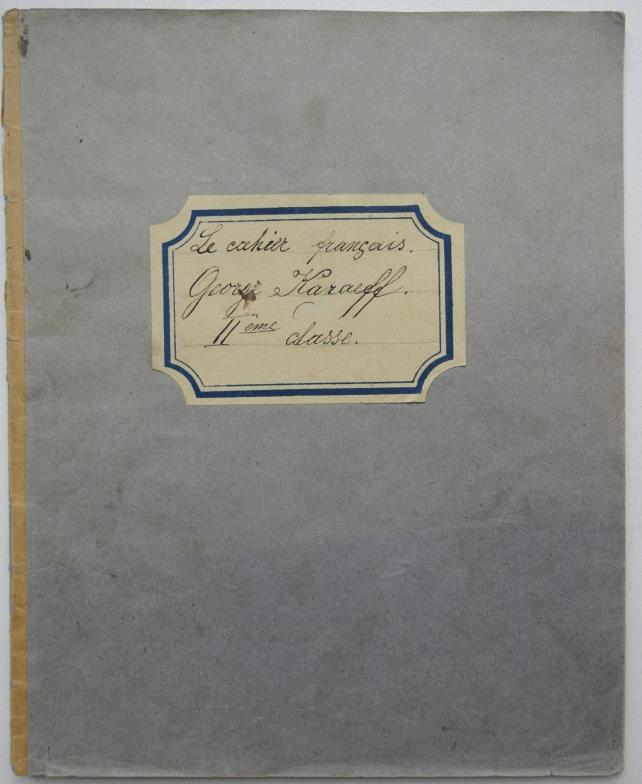 Le cahier français.
George Karaeff.
IIème classe.